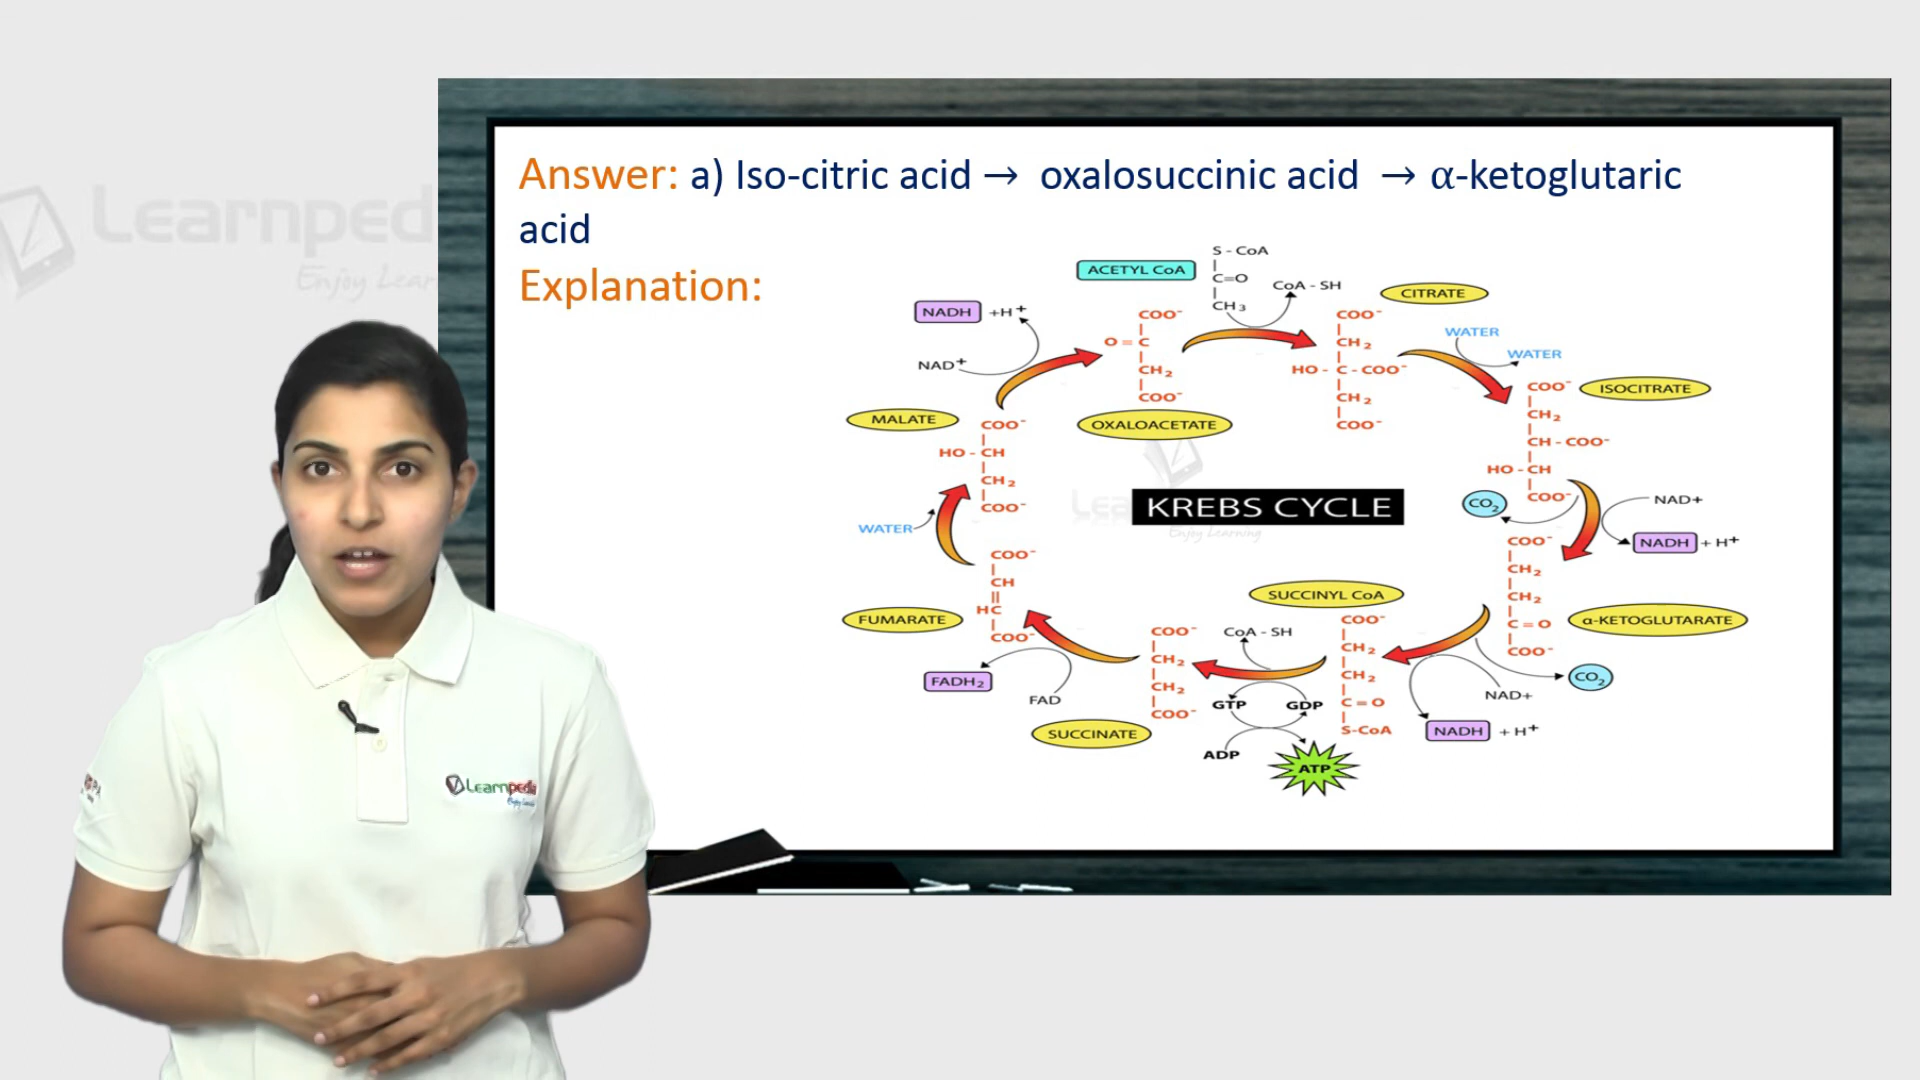 Answer: a) Iso-citric acid → oxalosuccinic acid → α-ketoglutaric
acid
Explanation:
S - CoA
C=O
CH3
ACETYL CoA
CoA - SH
CITRATE
NADH +H+
NAD+
COO-
O = C
CH2
COO-
OXALOACETATE
COO-
CH2
HO - C - COO-
CH2
COO-
WATER
WATER
COO-
CH2
CH - COO-
HO - CH
COO-
ISOCITRATE
MALATE
COO-
HO - CH
CH2
COO-
KREBS CYCLE
CO2
NAD+
NADH + H+
WATER
COO-
CH
HC
COO-
FUMARATE
COO-
CH2
CH2
C = O
COO-
α-KETOGLUTARATE
SUCCINYL CoA
COO-
CH2
CH2
C = O
S-CoA
CoA - SH
COO-
CH2
CH2
COO-
SUCCINATE
FADH2
FAD
GTP
GDP
ADP
ATP
CO2
NAD+
NADH + H+
Learnpedia
Enjoy Learning